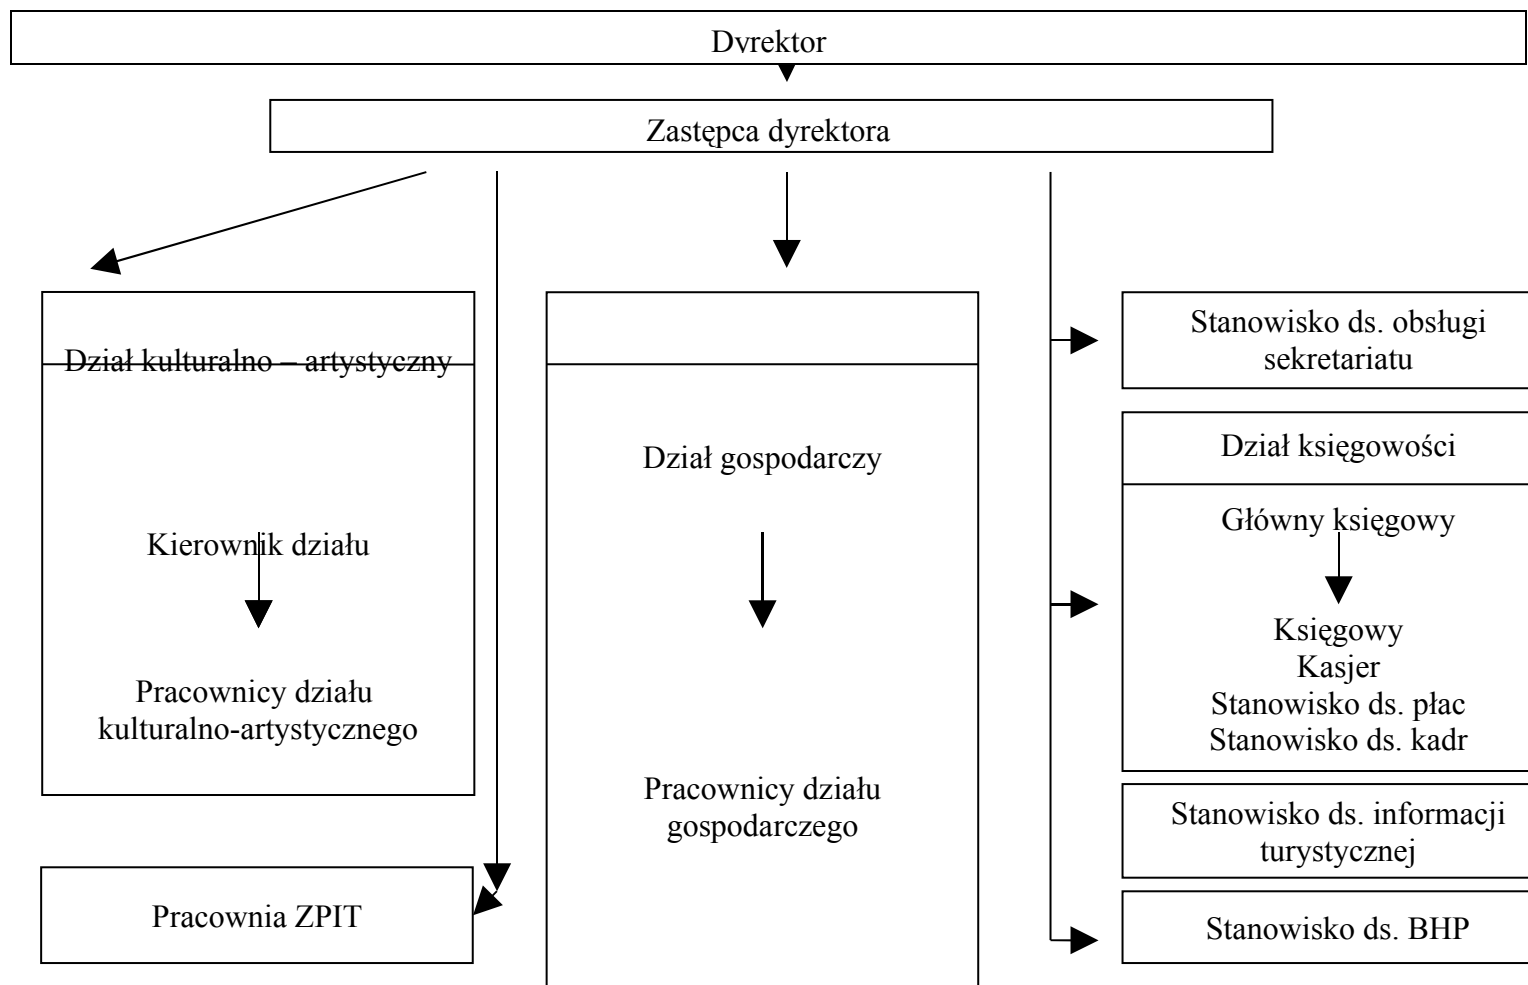 Dyrektor
Zastępca dyrektora
Dział kulturalno – artystyczny
Kierownik działu
Pracownicy działu
kulturalno-artystycznego
Pracownia ZPIT
Dział gospodarczy
Pracownicy działu
gospodarczego
Stanowisko ds. obsługi
sekretariatu
Dział księgowości
Główny księgowy
Księgowy
Kasjer
Stanowisko ds. płac
Stanowisko ds. kadr
Stanowisko ds. informacji
turystycznej
Stanowisko ds. BHP